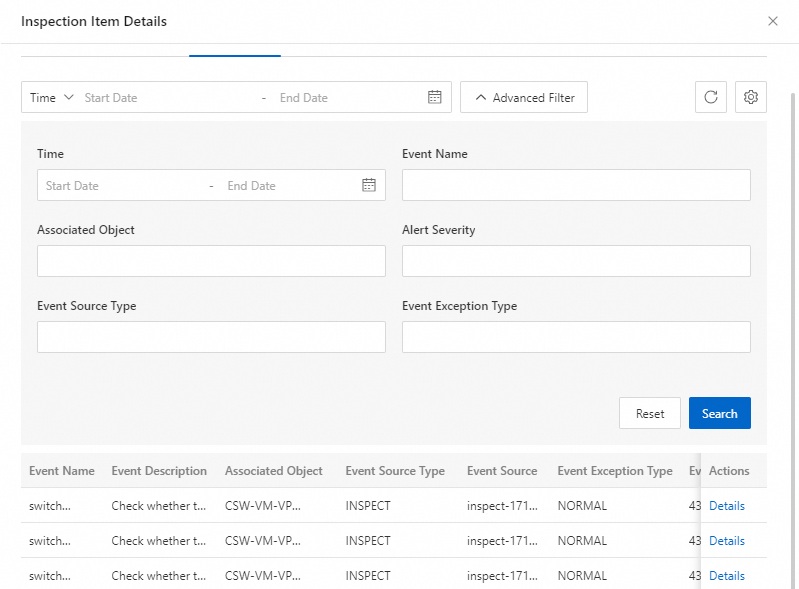 Inspection Item Details
Time Start Date - End Date Advanced Filter
Time Event Name
Start Date - End Date
Associated Object Alert Severity
Event Source Type Event Exception Type
Reset Search
Event Name Event Description Associated Object Event Source Type Event Source Event Exception Type Ev Actions
switch... Check whether t... CSW-VM-VP... INSPECT inspect-171... NORMAL 43 Details
switch... Check whether t... CSW-VM-VP... INSPECT inspect-171... NORMAL 43 Details
switch... Check whether t... CSW-VM-VP... INSPECT inspect-171... NORMAL 43 Details